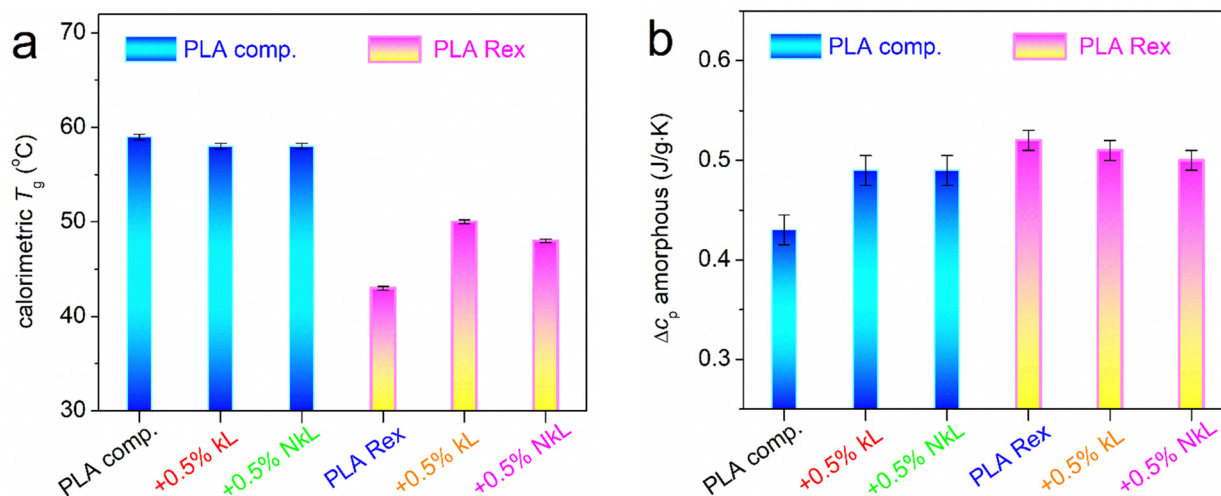 a
PLA comp.
PLA Rex
calorimetric Tg (°C)
70
60
50
40
30
PLA comp.
+0.5% kL
+0.5% NkL
PLA Rex
+0.5% kL
+0.5% NkL
b
PLA comp.
PLA Rex
Δcp amorphous (J/g·K)
0.6
0.5
0.4
0.3
PLA comp.
+0.5% kL
+0.5% NkL
PLA Rex
+0.5% kL
+0.5% NkL